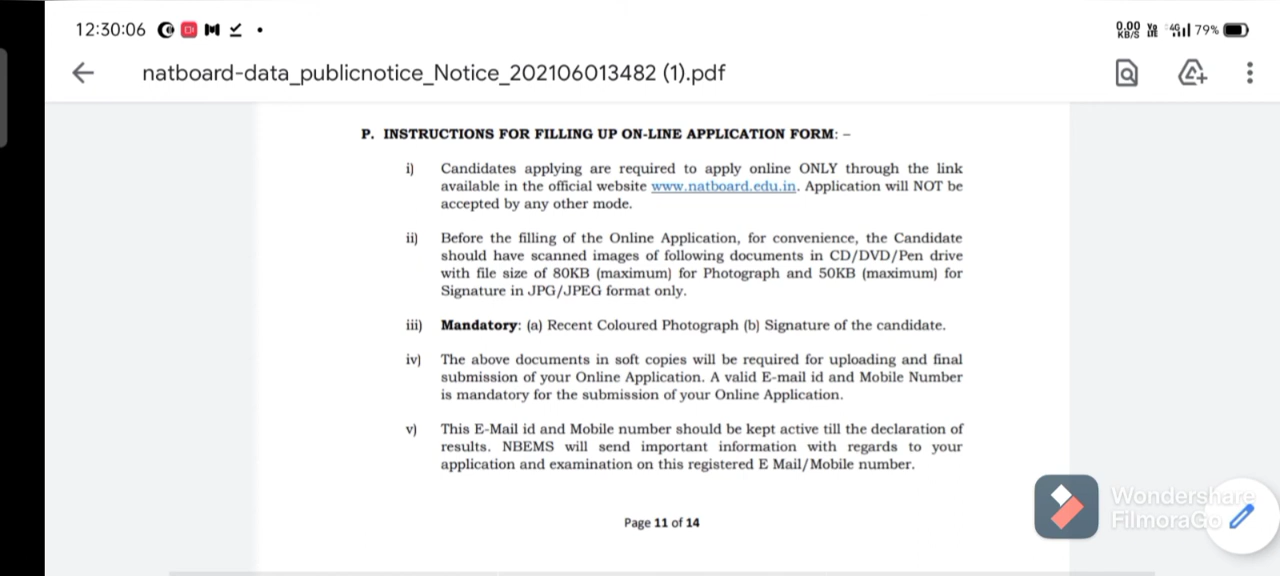 12:30:06
0.00 KB/S 4G 79%
natboard-data_publicnotice_Notice_202106013482 (1).pdf
P. INSTRUCTIONS FOR FILLING UP ON-LINE APPLICATION FORM: –
i) Candidates applying are required to apply online ONLY through the link
available in the official website www.natboard.edu.in. Application will NOT be
accepted by any other mode.
ii) Before the filling of the Online Application, for convenience, the Candidate
should have scanned images of following documents in CD/DVD/Pen drive
with file size of 80KB (maximum) for Photograph and 50KB (maximum) for
Signature in JPG/JPEG format only.
iii) Mandatory: (a) Recent Coloured Photograph (b) Signature of the candidate.
iv) The above documents in soft copies will be required for uploading and final
submission of your Online Application. A valid E-mail id and Mobile Number
is mandatory for the submission of your Online Application.
v) This E-Mail id and Mobile number should be kept active till the declaration of
results. NBEMS will send important information with regards to your
application and examination on this registered E Mail/Mobile number.
Wondershare
FilmoraGo
Page 11 of 14